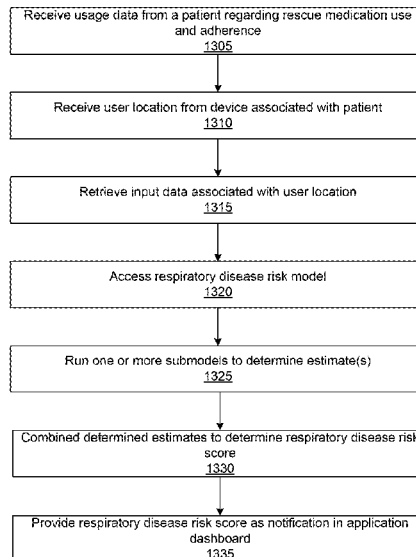 Receive usage data from a patient regarding rescue medication use
and adherence
1305
Receive user location from device associated with patient
1310
Retrieve input data associated with user location
1315
Access respiratory disease risk model
1320
Run one or more submodels to determine estimate(s)
1325
Combined determined estimates to determine respiratory disease risk
score
1330
Provide respiratory disease risk score as notification in application
dashboard
1335